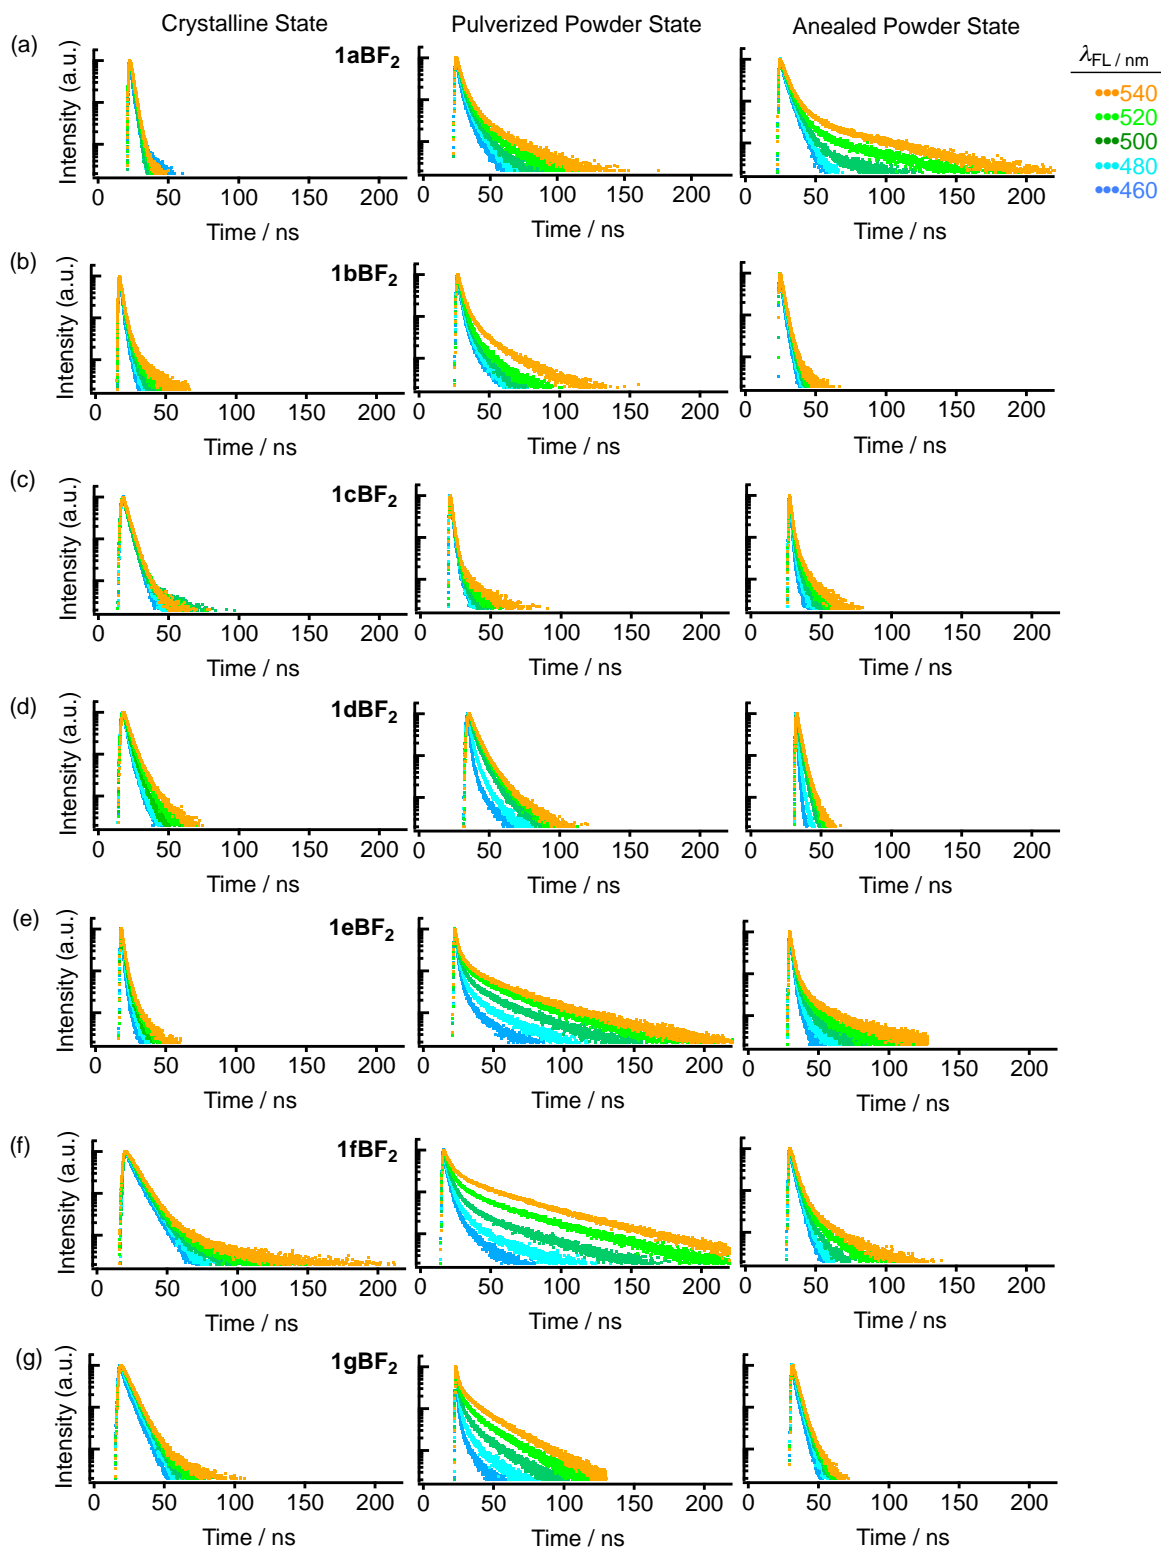 Crystalline State Pulverized Powder State Anealed Powder State
(a) 1aBF2 λFL / nm
•••540
•••520
•••500
•••480
•••460
Intensity (a.u.)
0 50 100 150 200 0 50 100 150 200 0 50 100 150 200
Time / ns Time / ns Time / ns
(b) 1bBF2
Intensity (a.u.)
0 50 100 150 200 0 50 100 150 200 0 50 100 150 200
Time / ns Time / ns Time / ns
(c) 1cBF2
Intensity (a.u.)
0 50 100 150 200 0 50 100 150 200 0 50 100 150 200
Time / ns Time / ns Time / ns
(d) 1dBF2
Intensity (a.u.)
0 50 100 150 200 0 50 100 150 200 0 50 100 150 200
Time / ns Time / ns Time / ns
(e) 1eBF2
Intensity (a.u.)
0 50 100 150 200 0 50 100 150 200 0 50 100 150 200
Time / ns Time / ns Time / ns
(f) 1fBF2
Intensity (a.u.)
0 50 100 150 200 0 50 100 150 200 0 50 100 150 200
Time / ns Time / ns Time / ns
(g) 1gBF2
Intensity (a.u.)
0 50 100 150 200 0 50 100 150 200 0 50 100 150 200
Time / ns Time / ns Time / ns